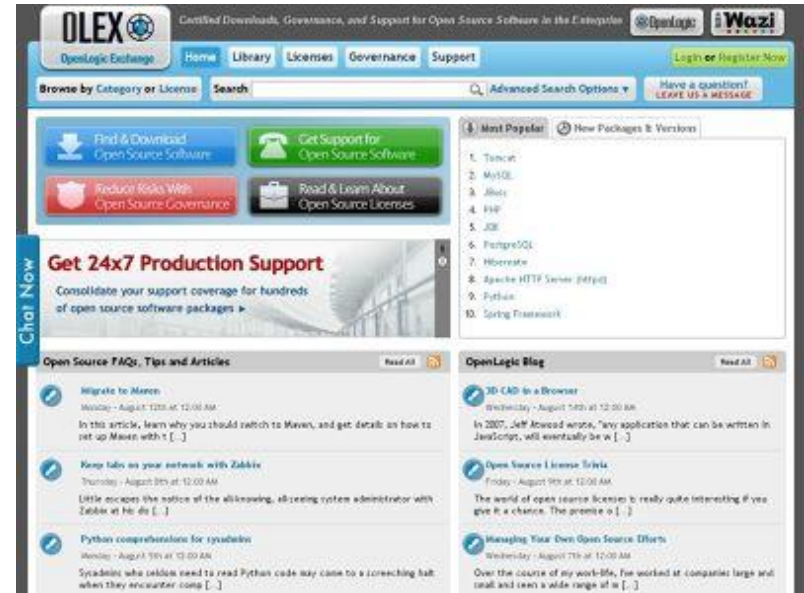 OLEX
OpenLogic Exchange
Certified Downloads, Governance, and Support for Open Source Software in the Enterprise
OpenLogic
Wazi
Home Library Licenses Governance Support
Login or Register Now
Browse by Category or License Search
Advanced Search Options
Have a question?
LEAVE US A MESSAGE
Find & Download
Open Source Software
Get Support for
Open Source Software
Reduce Risks With
Open Source Governance
Read & Learn About
Open Source Licenses
Most Popular New Packages & Versions
1. Tomcat
2. MySQL
3. JBoss
4. PHP
5. JDK
6. PostgreSQL
7. Hibernate
8. Apache HTTP Server (httpd)
9. Python
10. Spring Framework
Chat Now
Get 24x7 Production Support
Consolidate your support coverage for hundreds
of open source software packages
Open Source FAQs, Tips and Articles Read All
Migrate to Maven
Monday - August 12th at 12:00 AM
In this article, learn why you should switch to Maven, and get details on how to
set up Maven with t [...]
Keep tabs on your network with Zabbix
Thursday - August 8th at 12:00 AM
Little escapes the notice of the all-knowing, all-seeing system administrator with
Zabbix at his dis [...]
Python comprehensions for sysadmins
Monday - August 5th at 12:00 AM
Sysadmins who seldom need to read Python code may come to a screeching halt
when they encounter comp [...]
OpenLogic Blog Read All
3D CAD in a Browser
Wednesday - August 14th at 12:00 AM
In 2007, Jeff Atwood wrote, "any application that can be written in
JavaScript, will eventually be w [...]
Open Source License Trivia
Friday - August 9th at 12:00 AM
The world of open source licenses is really quite interesting if you
give it a chance. The premise o [...]
Managing Your Own Open Source Efforts
Wednesday - August 7th at 12:00 AM
Over the course of my work-life, I've worked at companies large and
small and seen a wide range of m [...]